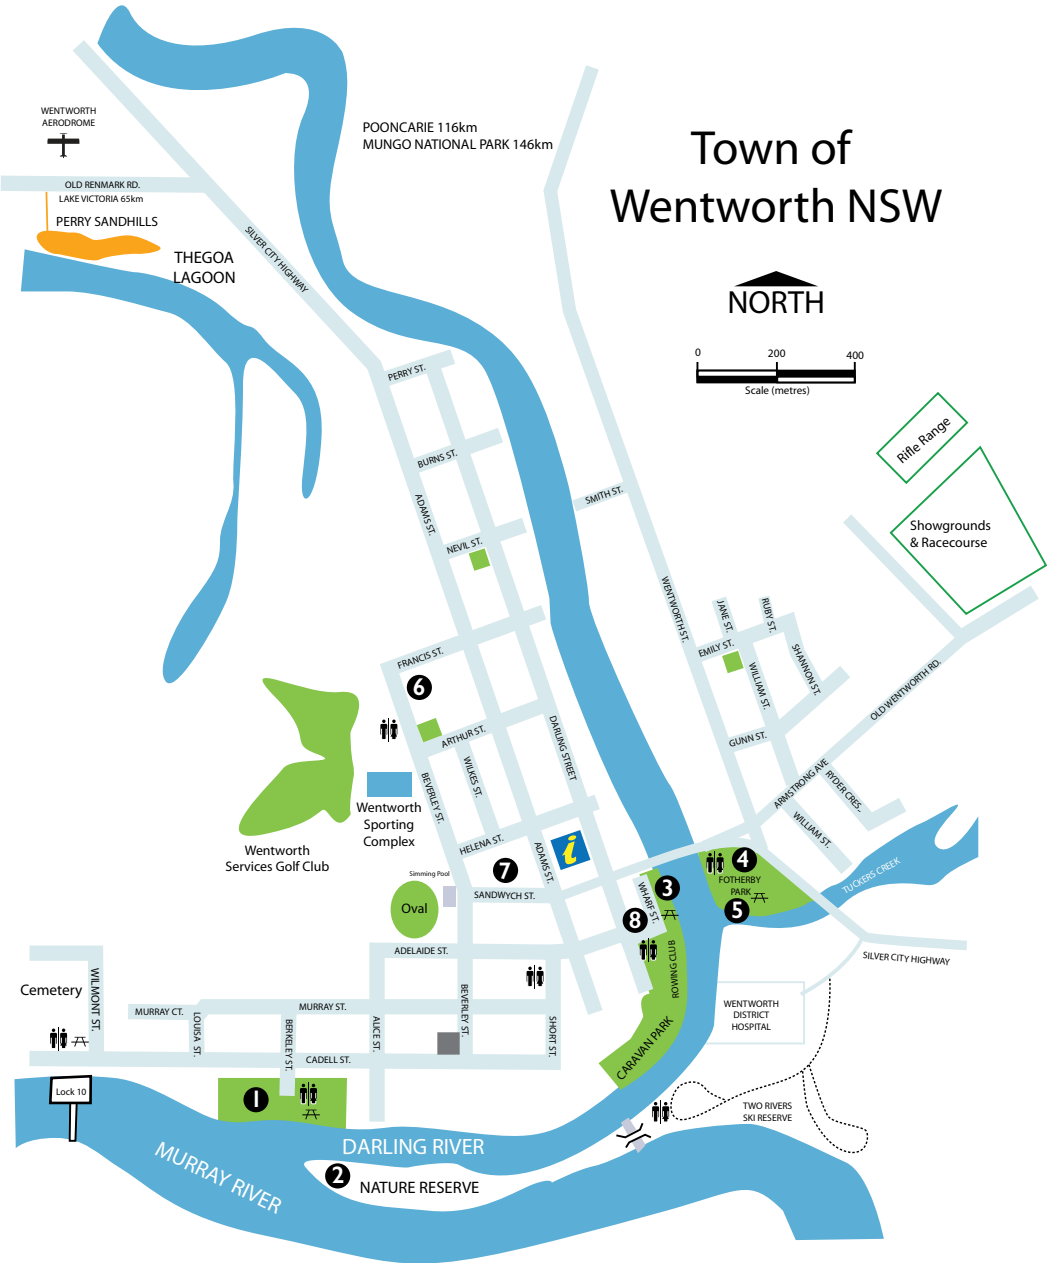 Town of
Wentworth NSW
NORTH
0 200 400
Scale (metres)
WENTWORTH
AERODROME
POONCARIE 116km
MUNGO NATIONAL PARK 146km
OLD RENMARK RD.
LAKE VICTORIA 65km
PERRY SANDHILLS
THEGOA
LAGOON
SILVER CITY HIGHWAY
PERRY ST.
BURNS ST.
ADAMS ST.
NEVIL ST.
SMITH ST.
Rifle Range
Showgrounds
& Racecourse
WENTWORTH ST.
JANE ST.
RUBY ST.
EMILY ST.
SHANNON ST.
WILLIAM ST.
GUNN ST.
OLD WENTWORTH RD.
ARMSTRONG AVE
RYDER CRES.
WILLIAM ST.
FRANCIS ST.
6
ARTHUR ST.
DARLING STREET
WILKES ST.
BEVERLEY ST.
Wentworth
Sporting
Complex
Wentworth
Services Golf Club
HELENA ST.
ADAMS ST.
i
7
Simming Pool
SANDWYCH ST.
Oval
4
FOTHERBY
PARK
5
TUCKERS CREEK
3
WHARF ST.
8
ROWING CLUB
ADELAIDE ST.
SILVER CITY HIGHWAY
Cemetery
WILMONT ST.
MURRAY CT.
MURRAY ST.
LOUISA ST.
BERKELEY ST.
ALICE ST.
BEVERLEY ST.
SHORT ST.
CADELL ST.
WENTWORTH
DISTRICT
HOSPITAL
CARAVAN PARK
Lock 10
1
TWO RIVERS
SKI RESERVE
DARLING RIVER
MURRAY RIVER
2
NATURE RESERVE